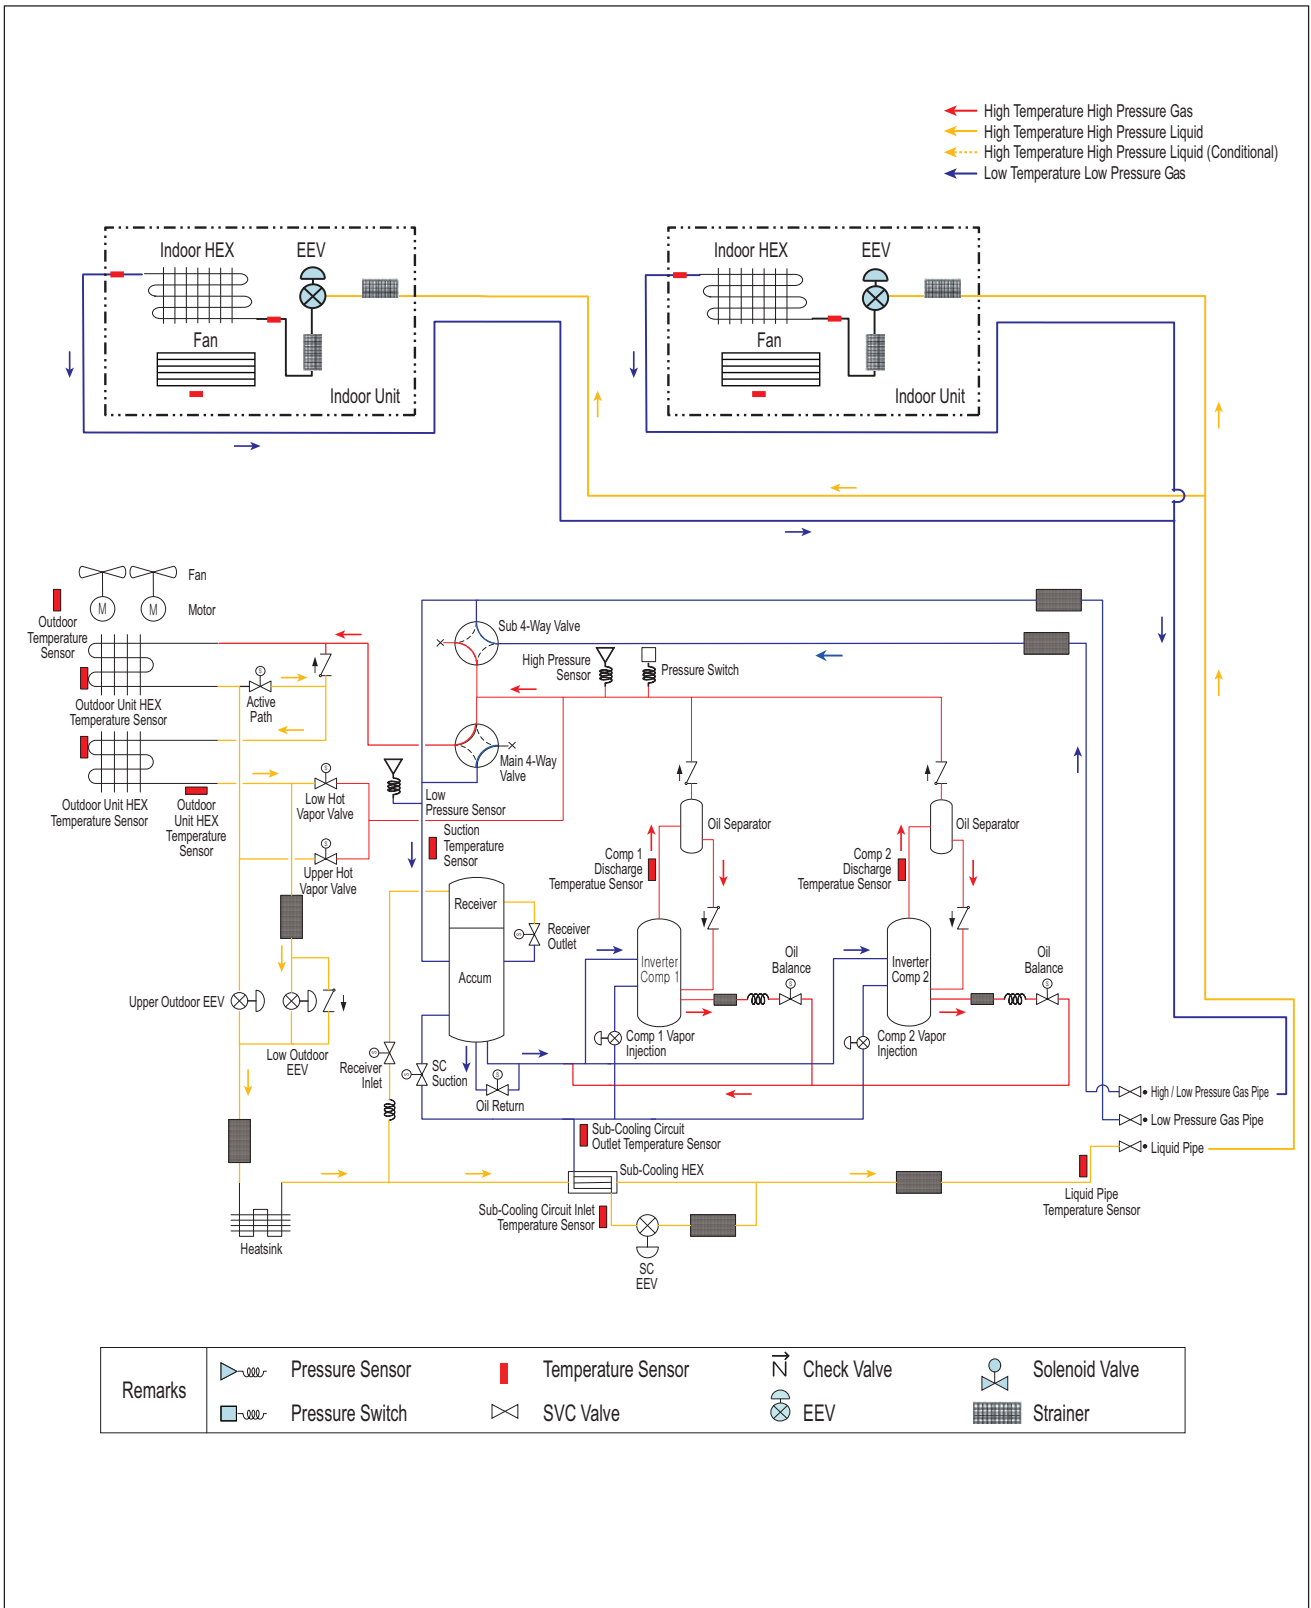 High Temperature High Pressure Gas
High Temperature High Pressure Liquid
High Temperature High Pressure Liquid (Conditional)
Low Temperature Low Pressure Gas
Indoor HEX
EEV
Fan
Indoor Unit
Indoor HEX
EEV
Fan
Indoor Unit
Fan
M
M
Motor
Outdoor
Temperature
Sensor
Outdoor Unit HEX
Temperature Sensor
S
Active
Path
Sub 4-Way Valve
High Pressure
Sensor
Pressure Switch
Main 4-Way
Valve
Outdoor Unit HEX
Temperature Sensor
Outdoor
Unit HEX
Temperature
Sensor
S
Low Hot
Vapor Valve
S
Upper Hot
Vapor Valve
Low
Pressure Sensor
Suction
Temperature
Sensor
Oil Separator
Comp 1
Discharge
Temperatue Sensor
Oil Separator
Comp 2
Discharge
Temperatue Sensor
Receiver
Accum
Receiver
Outlet
Inverter
Comp 1
Oil
Balance
S
Inverter
Comp 2
Oil
Balance
S
Upper Outdoor EEV
Low Outdoor
EEV
Receiver
Inlet
SC
Suction
S
Oil Return
Comp 1 Vapor
Injection
Comp 2 Vapor
Injection
High / Low Pressure Gas Pipe
Low Pressure Gas Pipe
Liquid Pipe
Sub-Cooling Circuit
Outlet Temperature Sensor
Sub-Cooling HEX
Sub-Cooling Circuit Inlet
Temperature Sensor
SC
EEV
Liquid Pipe
Temperature Sensor
Heatsink
Remarks
Pressure Sensor
Temperature Sensor
Check Valve
Solenoid Valve
Pressure Switch
SVC Valve
EEV
Strainer